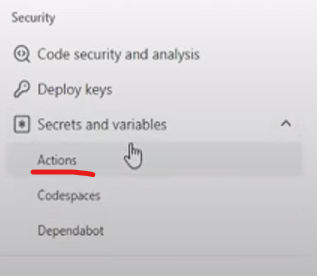 Security
Code security and analysis
Deploy keys
Secrets and variables
Actions
Codespaces
Dependabot